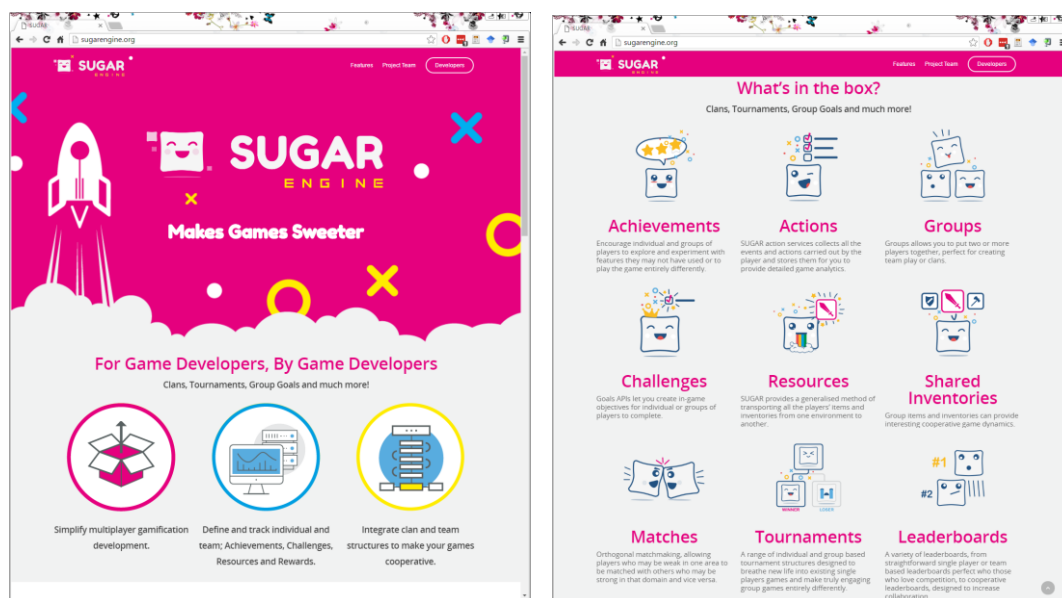 sugarengine.org
SUGAR
ENGINE
Features Project Team Developers
SUGAR
ENGINE
Makes Games Sweeter
For Game Developers, By Game Developers
Clans, Tournaments, Group Goals and much more!
Simplify multiplayer gamification
development.
Define and track individual and
team; Achievements, Challenges,
Resources and Rewards.
Integrate clan and team
structures to make your games
cooperative.
sugarengine.org
SUGAR
ENGINE
Features Project Team Developers
What's in the box?
Clans, Tournaments, Group Goals and much more!
Achievements
Encourage individual and groups of
players to explore and experiment with
features they may not have used or to
play the game entirely differently.
Actions
SUGAR action services collects all the
events and actions carried out by the
player and stores them for you to
provide detailed game analytics.
Groups
Groups allows you to put two or more
players together, perfect for creating
team play or clans.
Challenges
Goals APIs let you create in-game
objectives for individual or groups of
players to complete.
Resources
SUGAR provides a generalised method of
transporting all the players' items and
inventories from one environment to
another.
Shared
Inventories
Group items and inventories can provide
interesting cooperative game dynamics.
Matches
Orthogonal matchmaking, allowing
players who may be weak in one area to
be matched with others who may be
strong in that domain and vice versa.
WINNER
LOSER
Tournaments
A range of individual and group based
tournament structures designed to
breathe new life into existing single
players games and make truly engaging
group games entirely differently.
#1
#2
Leaderboards
A variety of leaderboards, from
straightforward single player or team
based leaderboards perfect who those
who love competition, to cooperative
leaderboards, designed to increase
collaboration